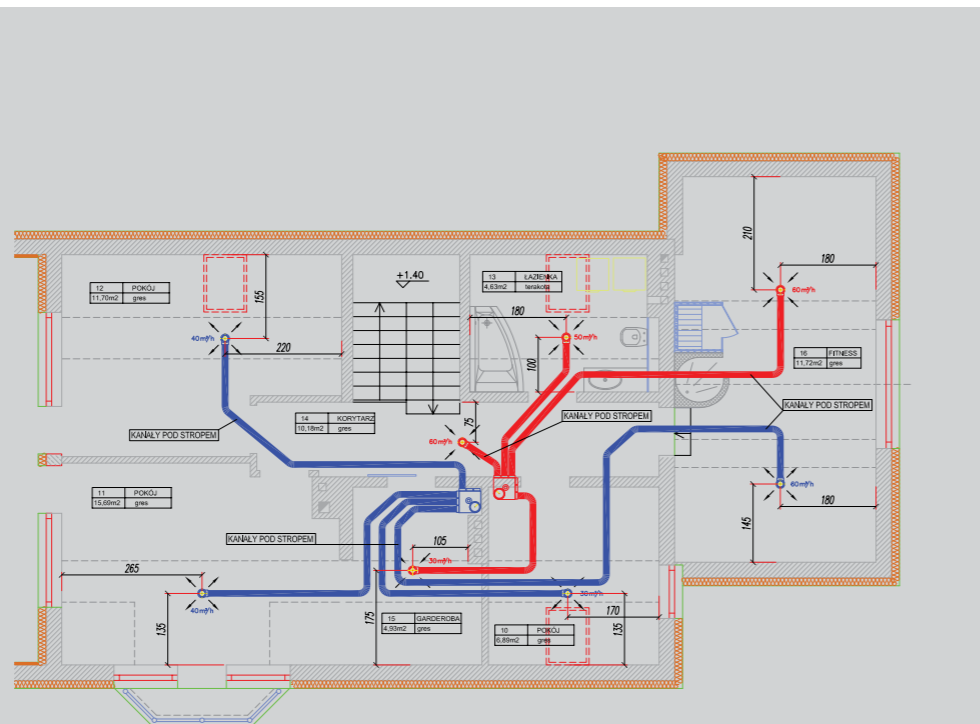 210
180
+1.40
13 ŁAZIENKA
4,63m2 terakota
12 POKÓJ
11,70m2 gres
155
60m³/h
180
40m³/h
50m³/h
220
100
16 FITNESS
11,72m2 gres
75
KANAŁY POD STROPEM
14 KORYTARZ
10,18m2 gres
KANAŁY POD STROPEM
KANAŁY POD STROPEM
60m³/h
60m³/h
11 POKÓJ
15,69m2 gres
180
145
KANAŁY POD STROPEM
105
30m³/h
265
30m³/h
40m³/h
170
135
175
135
15 GARDEROBA
4,93m2 gres
10 POKÓJ
6,89m2 gres